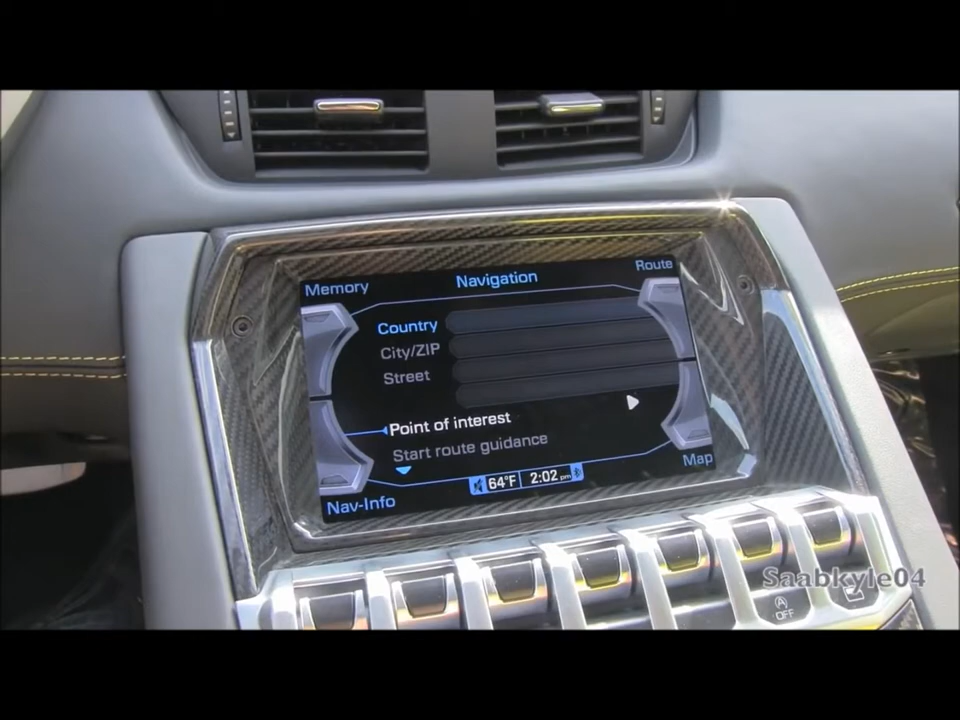 Memory
Navigation
Route
Country
City/ZIP
Street
Point of interest
Start route guidance
64°F
2:02 pm
Nav-Info
Map
Saabkyle04
A
OFF